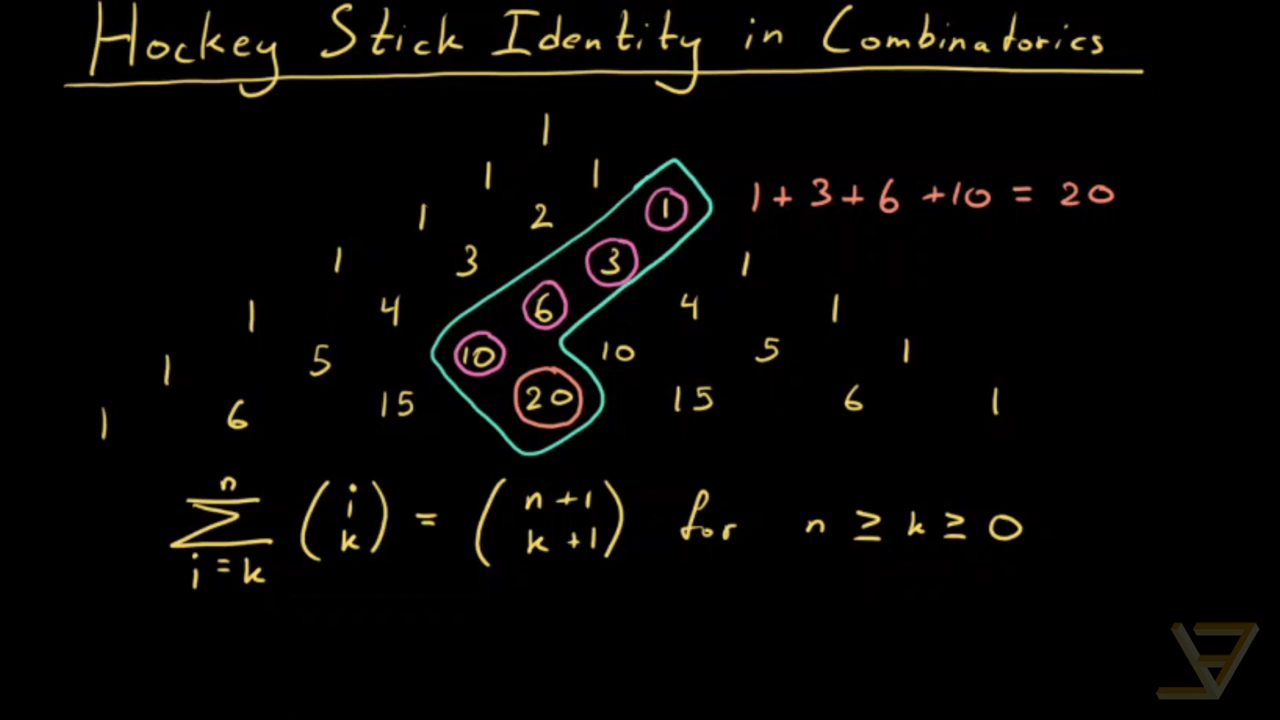 Hockey Stick Identity in Combinatorics
1
1 1
1 2 1 1 + 3 + 6 + 10 = 20
1 3 3 1
1 4 6 4 1
1 5 10 10 5 1
1 6 15 20 15 6 1
n
∑ (i k) = (n+1 k+1) for n ≥ k ≥ 0
i = k